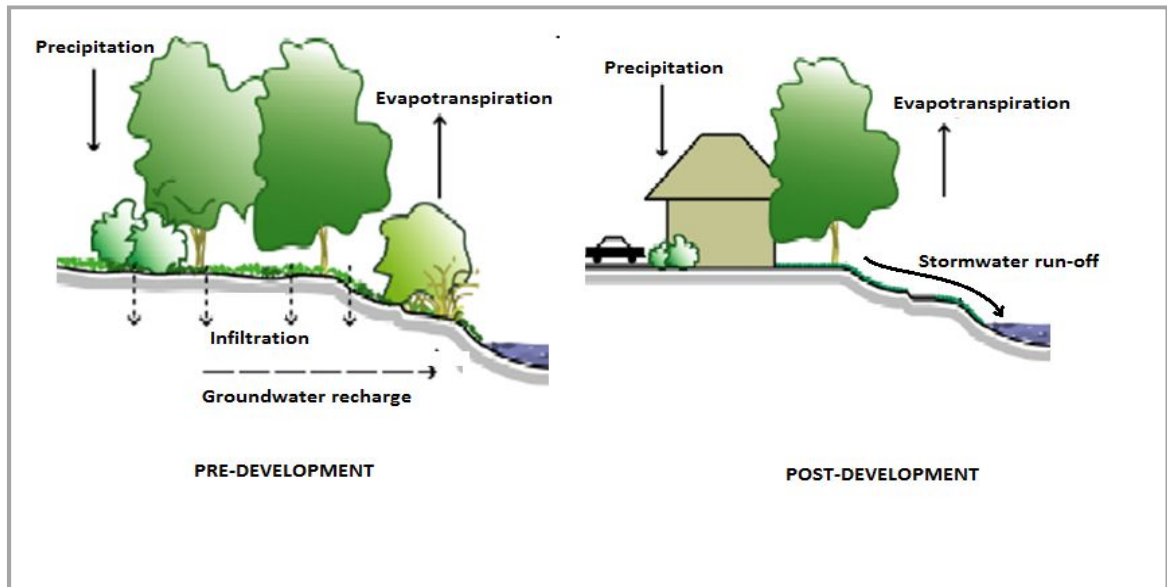 Precipitation
Evapotranspiration
Infiltration
Groundwater recharge
PRE-DEVELOPMENT
Precipitation
Evapotranspiration
Stormwater run-off
POST-DEVELOPMENT